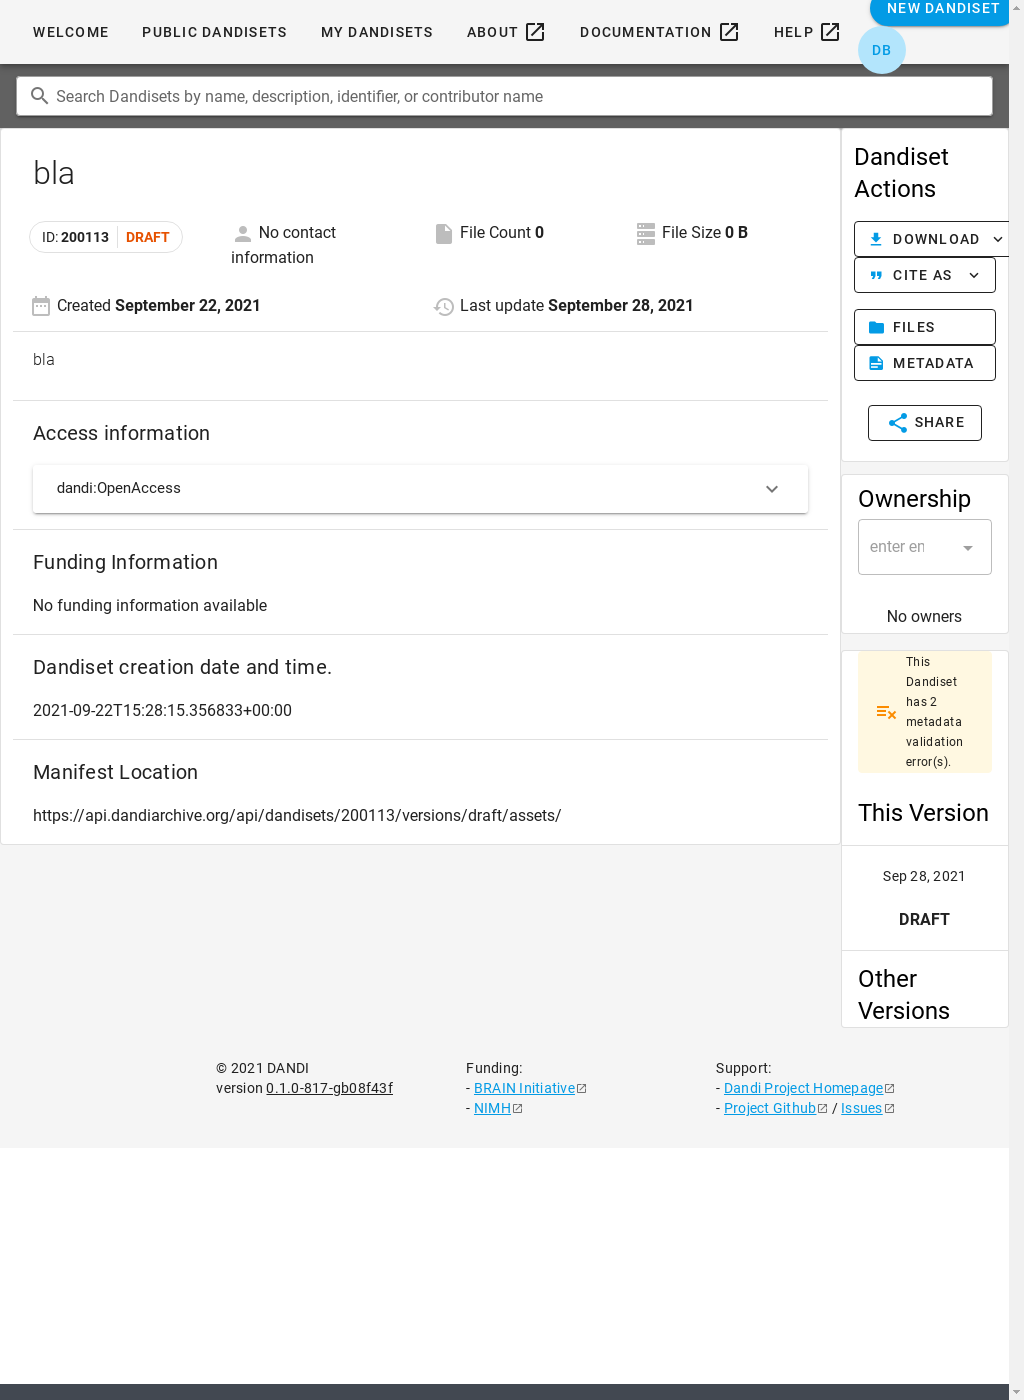 WELCOME PUBLIC DANDISETS MY DANDISETS ABOUT DOCUMENTATION HELP NEW DANDISET
DB
Search Dandisets by name, description, identifier, or contributor name
bla
ID: 200113 DRAFT
No contact information
File Count 0
File Size 0 B
Created September 22, 2021
Last update September 28, 2021
bla
Access information
dandi:OpenAccess
Funding Information
No funding information available
Dandiset creation date and time.
2021-09-22T15:28:15.356833+00:00
Manifest Location
https://api.dandiarchive.org/api/dandisets/200113/versions/draft/assets/
Dandiset
Actions
DOWNLOAD
CITE AS
FILES
METADATA
SHARE
Ownership
enter en
No owners
This
Dandiset
has 2
metadata
validation
error(s).
This Version
Sep 28, 2021
DRAFT
Other
Versions
© 2021 DANDI
version 0.1.0-817-gb08f43f
Funding:
- BRAIN Initiative
- NIMH
Support:
- Dandi Project Homepage
- Project Github / Issues